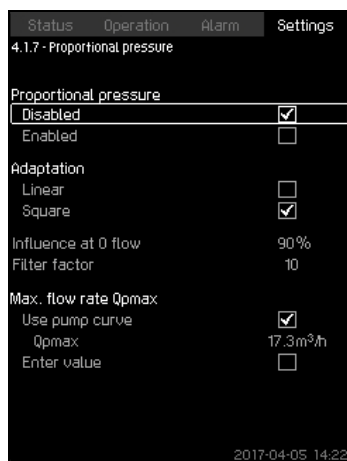 Status Operation Alarm Settings
4.1.7 - Proportional pressure
Proportional pressure
Disabled
Enabled
Adaptation
Linear
Square
Influence at 0 flow 90%
Filter factor 10
Max. flow rate Qpmax
Use pump curve
Qpmax 17.3m³/h
Enter value
2017-04-05 14:22